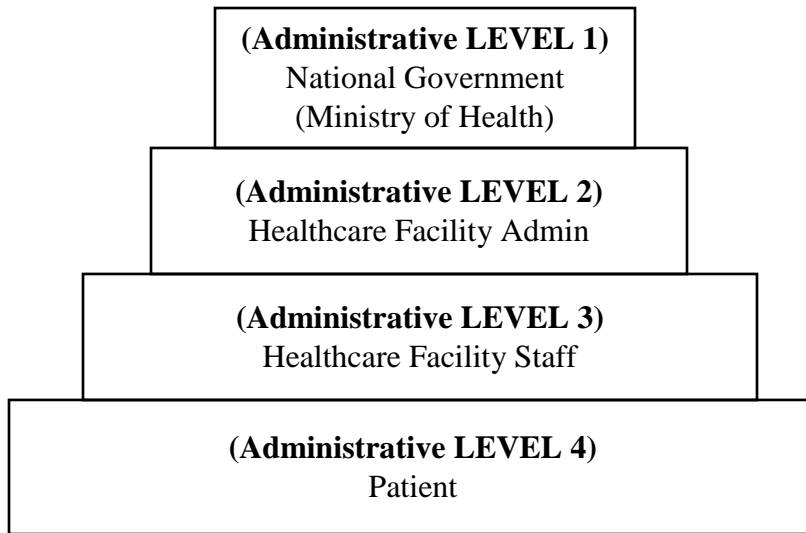 (Administrative LEVEL 1)
National Government
(Ministry of Health)
(Administrative LEVEL 2)
Healthcare Facility Admin
(Administrative LEVEL 3)
Healthcare Facility Staff
(Administrative LEVEL 4)
Patient